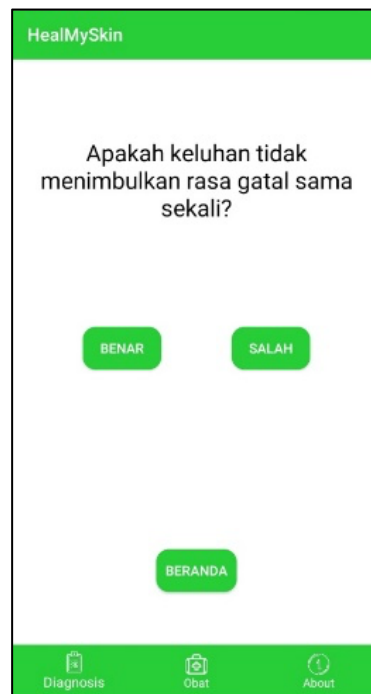 HealMySkin
Apakah keluhan tidak
menimbulkan rasa gatal sama
sekali?
BENAR
SALAH
BERANDA
Diagnosis
Obat
About